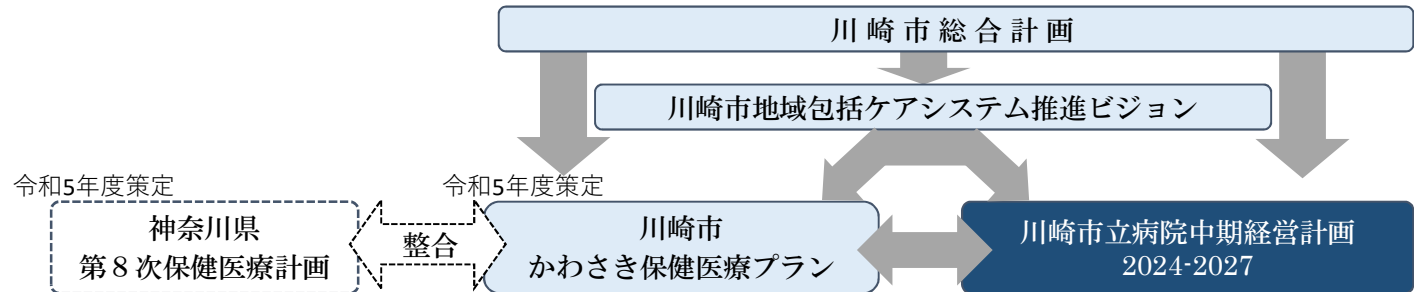 川崎市総合計画
川崎市地域包括ケアシステム推進ビジョン
令和5年度策定
令和5年度策定
神奈川県
第８次保健医療計画
整合
川崎市
かわさき保健医療プラン
川崎市立病院中期経営計画
2024-2027